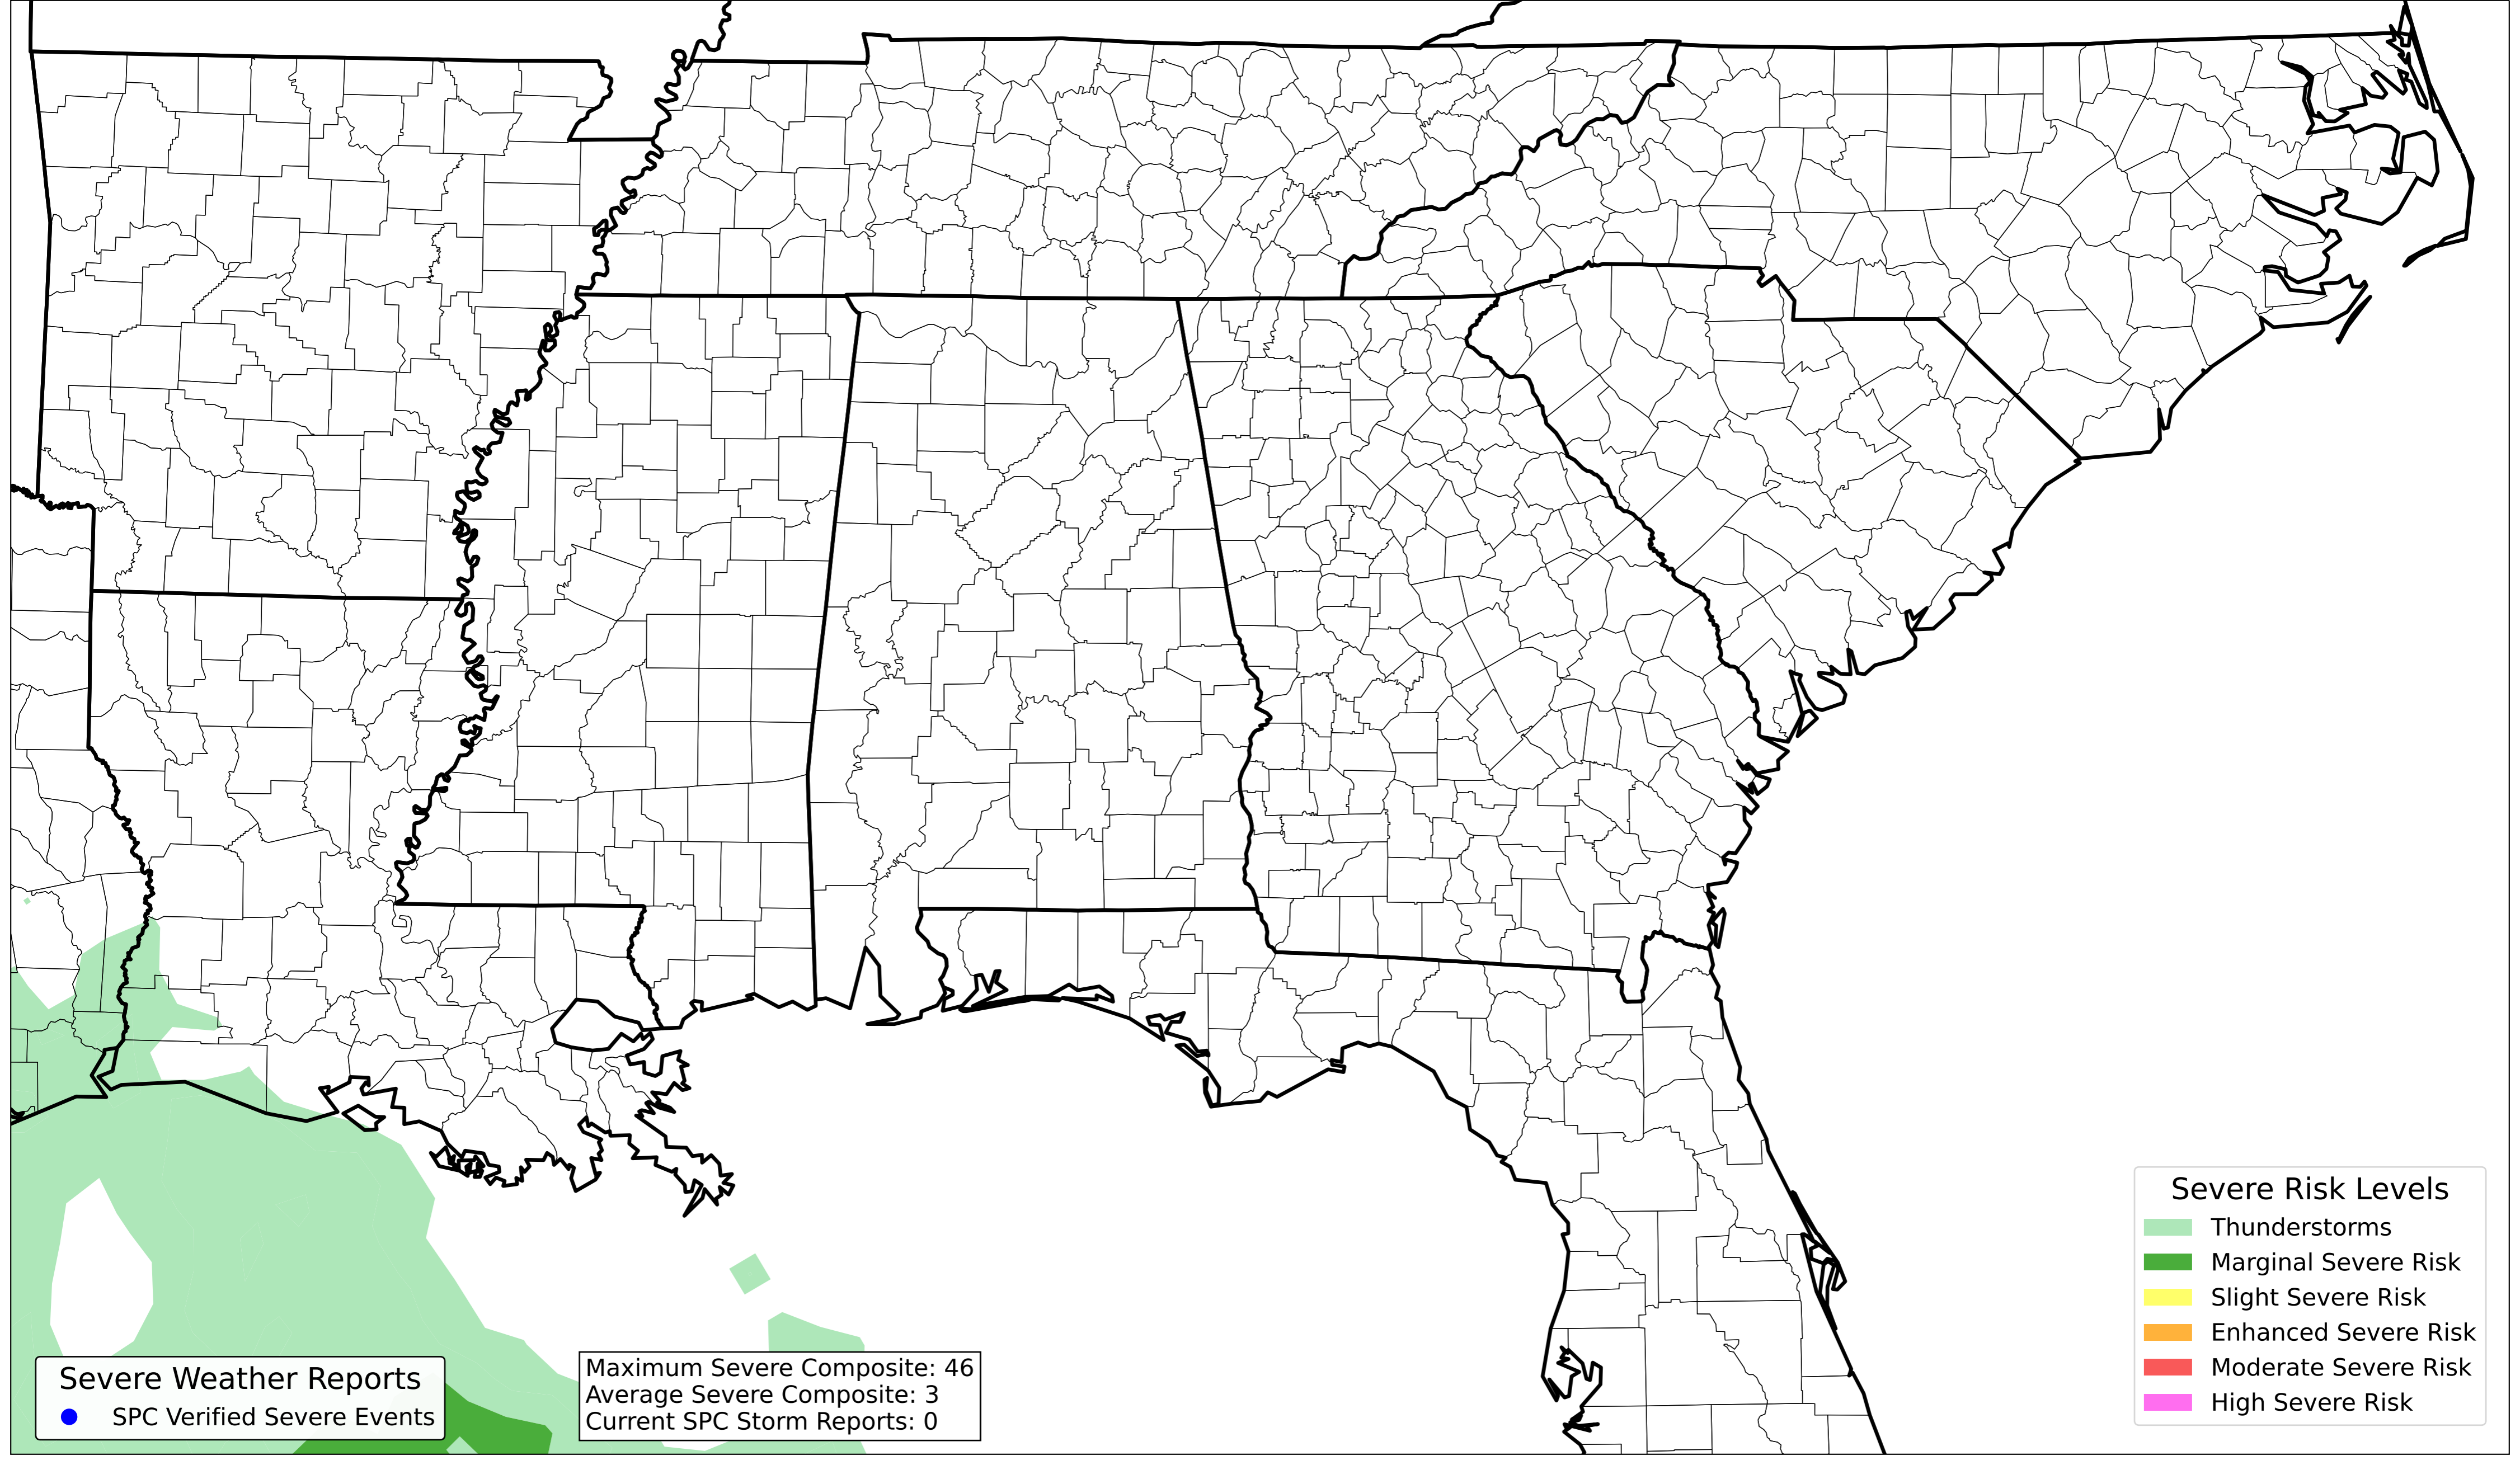 Severe Risk Levels
Thunderstorms
Marginal Severe Risk
Slight Severe Risk
Enhanced Severe Risk
Moderate Severe Risk
High Severe Risk
Severe Weather Reports
SPC Verified Severe Events
Maximum Severe Composite: 46
Average Severe Composite: 3
Current SPC Storm Reports: 0